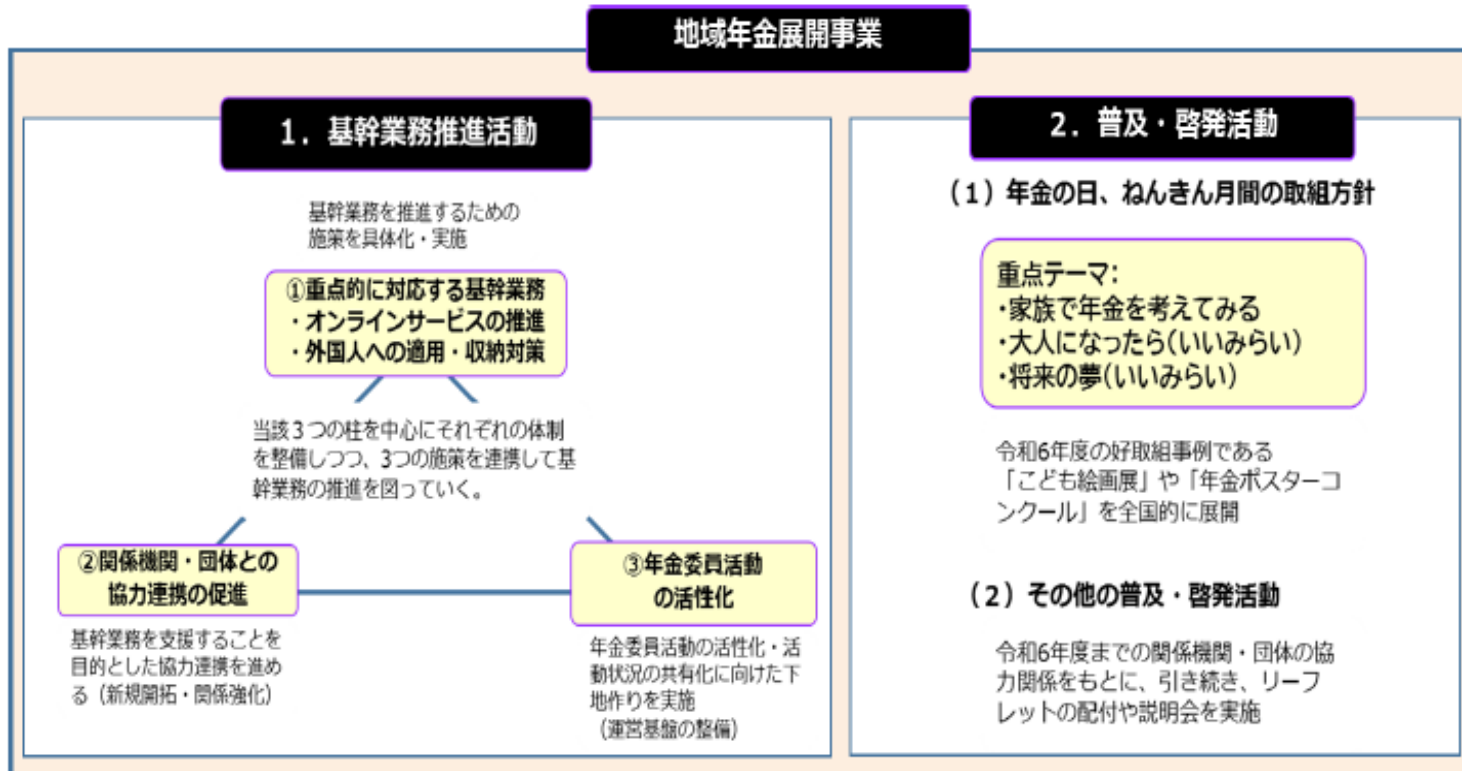 地域年金展開事業
1. 基幹業務推進活動
基幹業務を推進するための
施策を具体化・実施
①重点的に対応する基幹業務
・オンラインサービスの推進
・外国人への適用・収納対策
当該３つの柱を中心にそれぞれの体制
を整備しつつ、3つの施策を連携して基
幹業務の推進を図っていく。
②関係機関・団体との
協力連携の促進
基幹業務を支援することを
目的とした協力連携を進め
る（新規開拓・関係強化）
③年金委員活動
の活性化
年金委員活動の活性化・活
動状況の共有化に向けた下
地作りを実施
（運営基盤の整備）
2. 普及・啓発活動
（1）年金の日、ねんきん月間の取組方針
重点テーマ：
・家族で年金を考えてみる
・大人になったら(いいみらい)
・将来の夢(いいみらい)
令和6年度の好取組事例である
「こども絵画展」や「年金ポスターコ
ンクール」を全国的に展開
（2）その他の普及・啓発活動
令和6年度までの関係機関・団体の協
力関係をもとに、引き続き、リーフ
レットの配付や説明会を実施